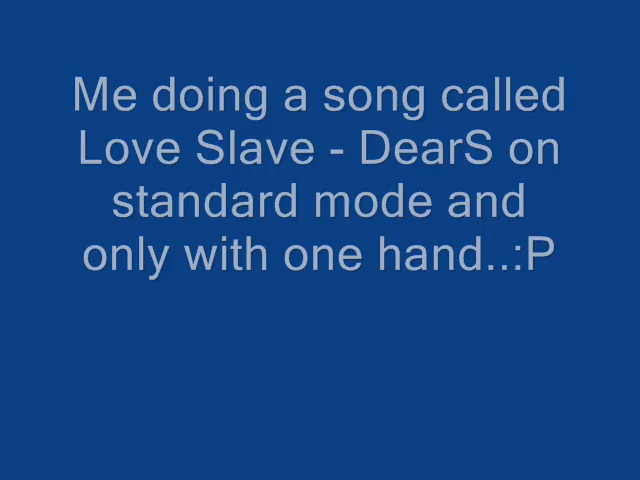 Me doing a song called
Love Slave - DearS on
standard mode and
only with one hand..:P